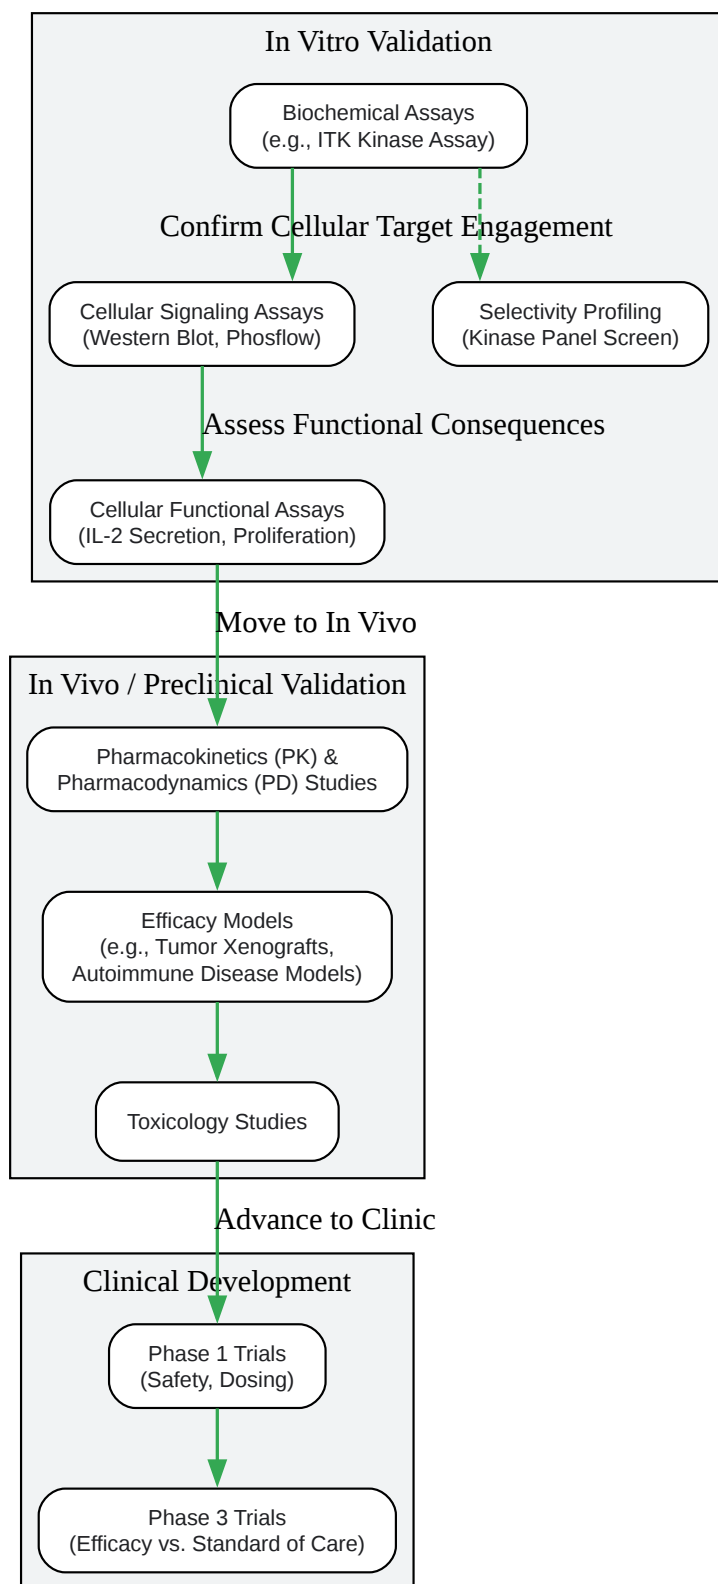 In Vitro Validation
Biochemical Assays
(e.g., ITK Kinase Assay)
Confirm Cellular Target Engagement
Cellular Signaling Assays
(Western Blot, Phosflow)
Selectivity Profiling
(Kinase Panel Screen)
Assess Functional Consequences
Cellular Functional Assays
(IL-2 Secretion, Proliferation)
Move to In Vivo
In Vivo / Preclinical Validation
Pharmacokinetics (PK) &
Pharmacodynamics (PD) Studies
Efficacy Models
(e.g., Tumor Xenografts,
Autoimmune Disease Models)
Toxicology Studies
Advance to Clinic
Clinical Development
Phase 1 Trials
(Safety, Dosing)
Phase 3 Trials
(Efficacy vs. Standard of Care)